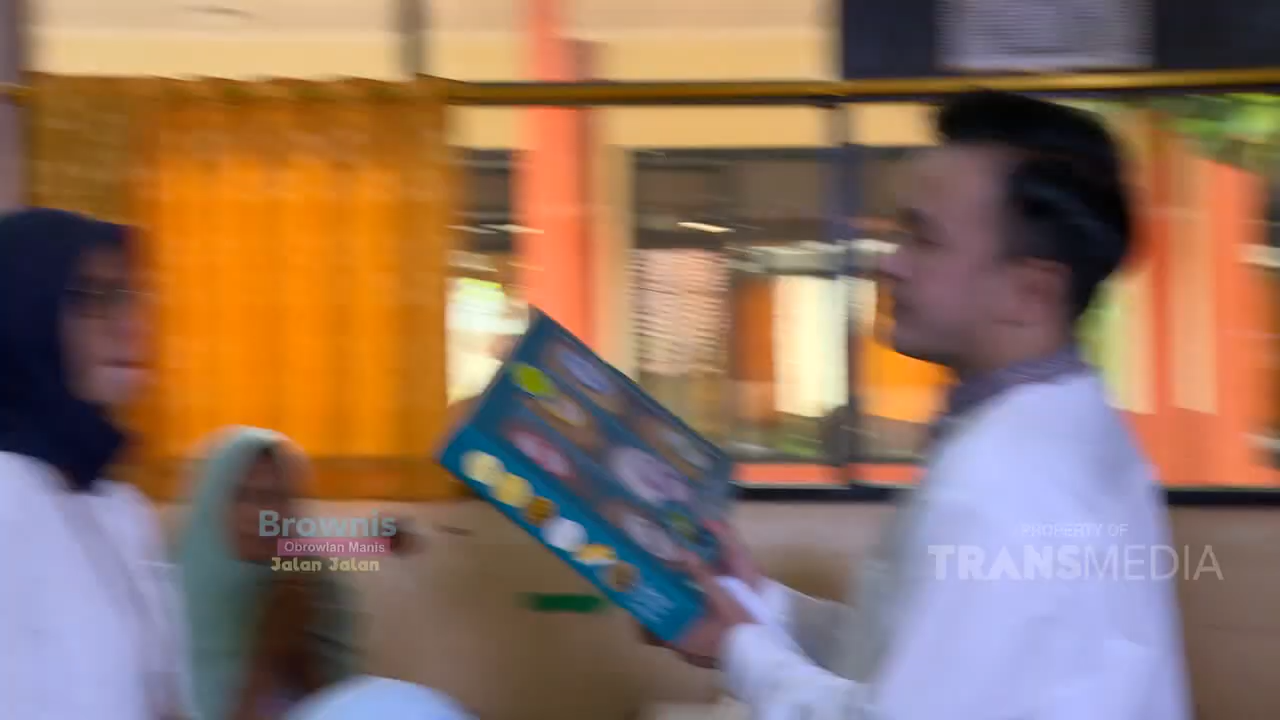 Brownis
Obrowlan Manis
Jalan Jalan
PROPERTY OF
TRANSMEDIA